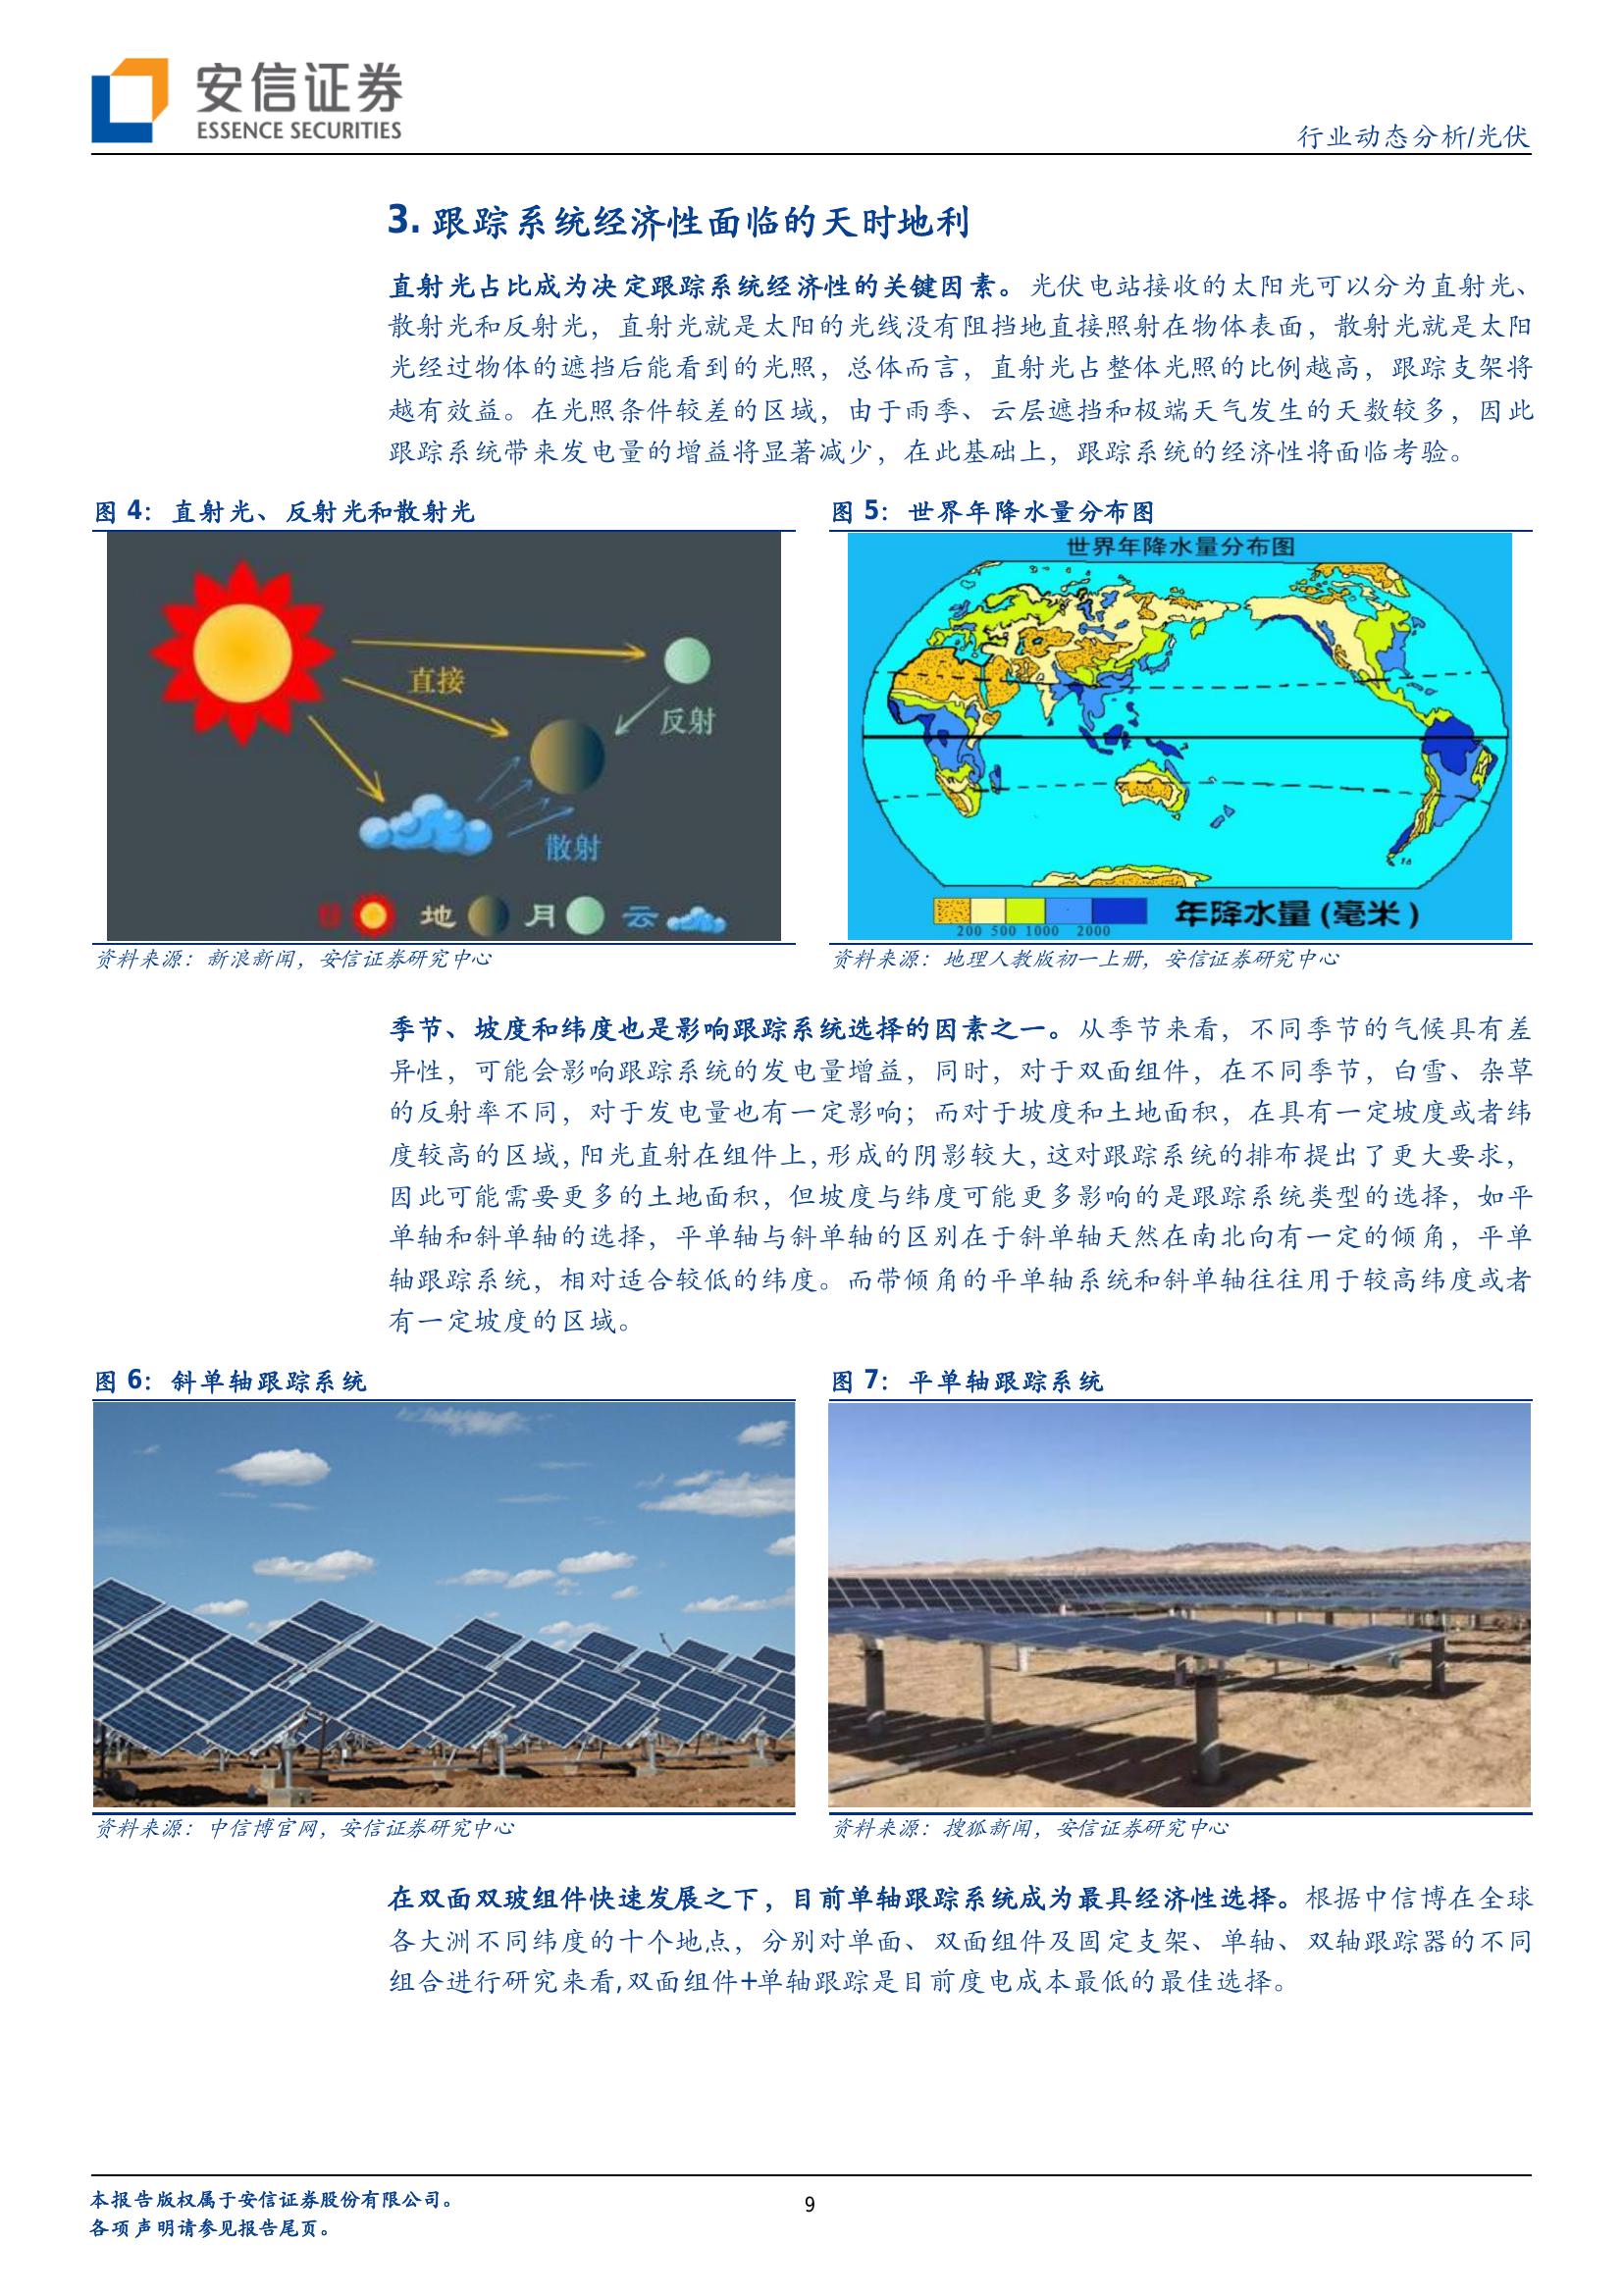 安信证券
ESSENCE SECURITIES
行业动态分析/光伏
3. 跟踪系统经济性面临的天时地利
直射光占比成为决定跟踪系统经济性的关键因素。光伏电站接收的太阳光可以分为直射光、
散射光和反射光，直射光就是太阳的光线没有阻挡地直接照射在物体表面，散射光就是太阳
光经过物体的遮挡后能看到的光照，总体而言，直射光占整体光照的比例越高，跟踪支架将
越有效益。在光照条件较差的区域，由于雨季、云层遮挡和极端天气发生的天数较多，因此
跟踪系统带来发电量的增益将显著减少，在此基础上，跟踪系统的经济性将面临考验。
图 4：直射光、反射光和散射光
直接
反射
散射
日 地 月 云
资料来源：新浪新闻，安信证券研究中心
图 5：世界年降水量分布图
世界年降水量分布图
200 500 1000 2000
年降水量 (毫米)
资料来源：地理人教版初一上册，安信证券研究中心
季节、坡度和纬度也是影响跟踪系统选择的因素之一。从季节来看，不同季节的气候具有差
异性，可能会影响跟踪系统的发电量增益，同时，对于双面组件，在不同季节，白雪、杂草
的反射率不同，对于发电量也有一定影响；而对于坡度和土地面积，在具有一定坡度或者纬
度较高的区域，阳光直射在组件上，形成的阴影较大，这对跟踪系统的排布提出了更大要求，
因此可能需要更多的土地面积，但坡度与纬度可能更多影响的是跟踪系统类型的选择，如平
单轴和斜单轴的选择，平单轴与斜单轴的区别在于斜单轴天然在南北向有一定的倾角，平单
轴跟踪系统，相对适合较低的纬度。而带倾角的平单轴系统和斜单轴往往用于较高纬度或者
有一定坡度的区域。
图 6：斜单轴跟踪系统
资料来源：中信博官网，安信证券研究中心
图 7：平单轴跟踪系统
资料来源：搜狐新闻，安信证券研究中心
在双面双玻组件快速发展之下，目前单轴跟踪系统成为最具经济性选择。根据中信博在全球
各大洲不同纬度的十个地点，分别对单面、双面组件及固定支架、单轴、双轴跟踪器的不同
组合进行研究来看,双面组件+单轴跟踪是目前度电成本最低的最佳选择。
本报告版权属于安信证券股份有限公司。
各项声明请参见报告尾页。
9